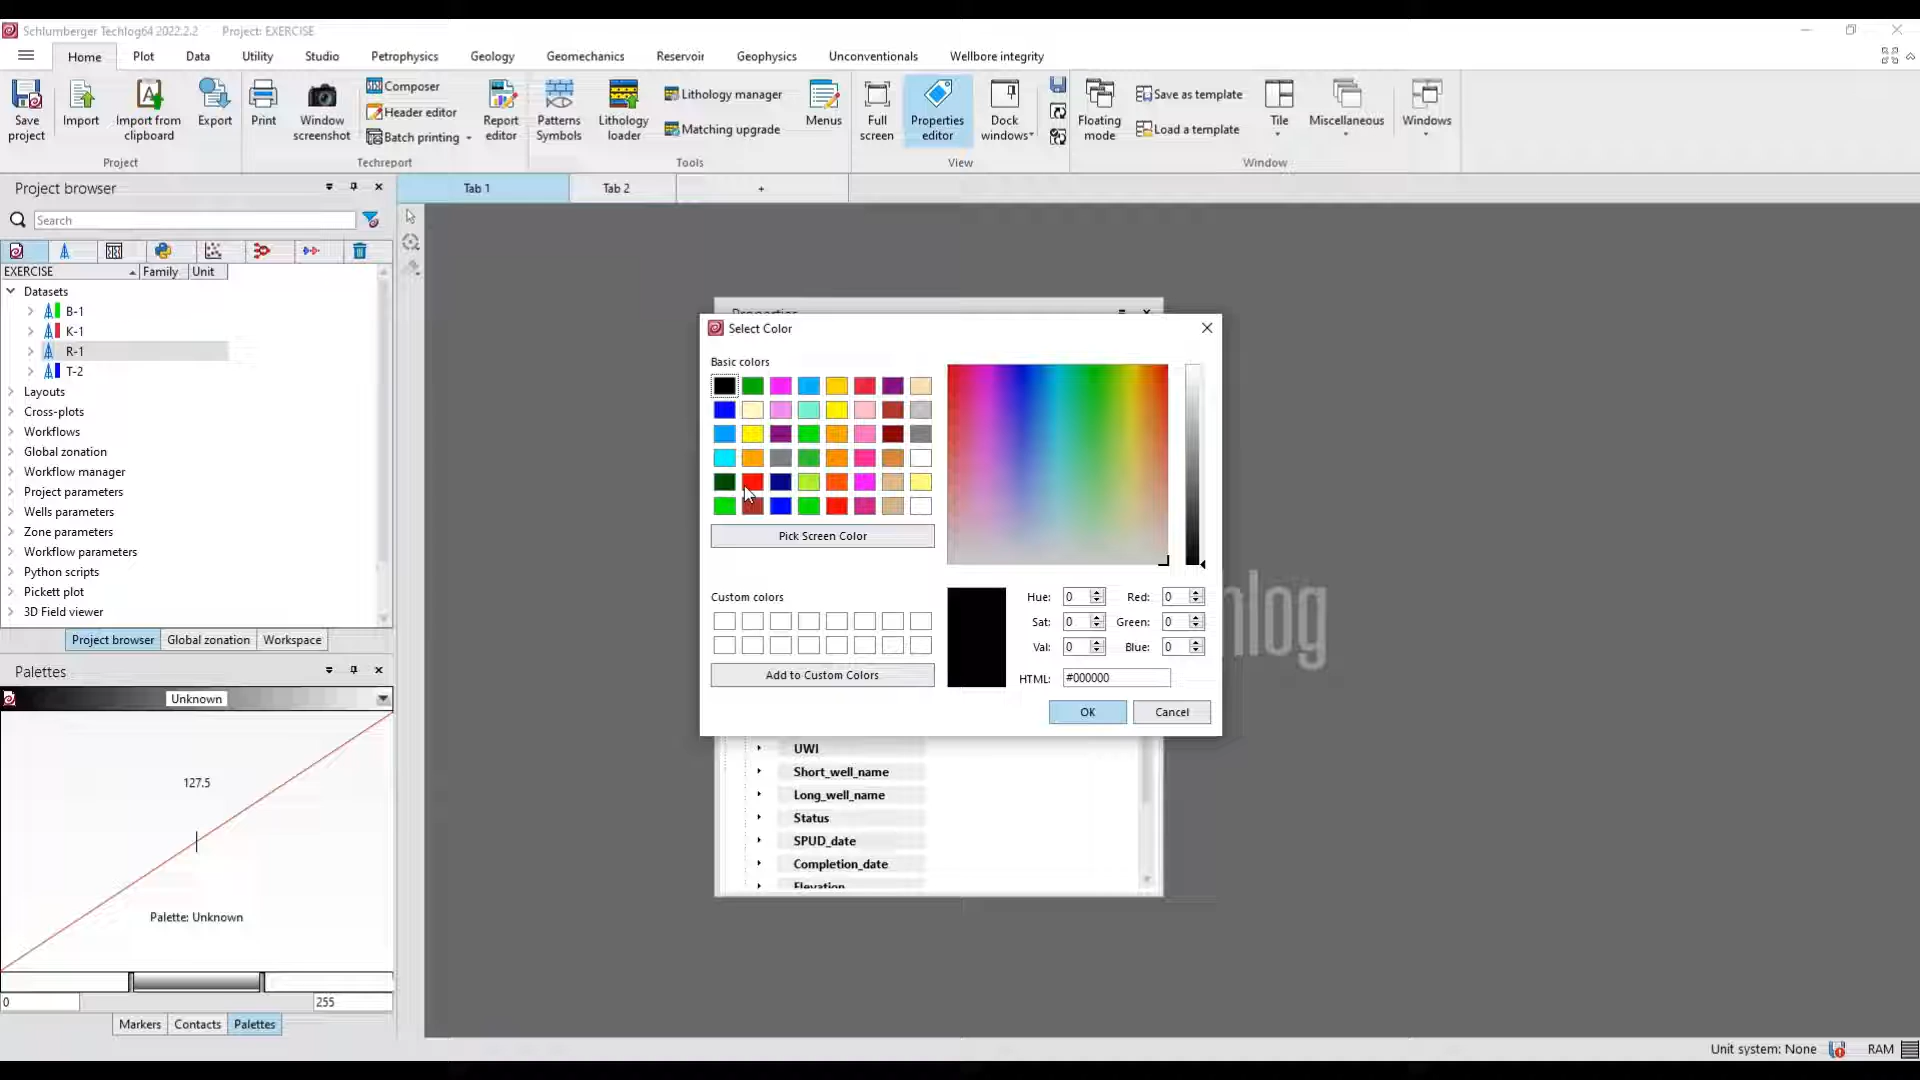 Schlumberger Techlog64 2022.2.2 Project: EXERCISE
Home Plot Data Utility Studio Petrophysics Geology Geomechanics Reservoir Geophysics Unconventionals Wellbore integrity
Save project
Import
Import from clipboard
Export
Project
Print
Window screenshot
Composer
Header editor
Batch printing
Report editor
Techreport
Patterns Symbols
Lithology loader
Lithology manager
Matching upgrade
Menus
Tools
Full screen
Properties editor
Dock windows
View
Floating mode
Save as template
Load a template
Tile
Miscellaneous
Windows
Window
Project browser
Tab 1 Tab 2 +
Search
EXERCISE Family Unit
Datasets
B-1
K-1
R-1
T-2
Layouts
Cross-plots
Workflows
Global zonation
Workflow manager
Project parameters
Wells parameters
Zone parameters
Workflow parameters
Python scripts
Pickett plot
3D Field viewer
Project browser Global zonation Workspace
Palettes
Unknown
127.5
Palette: Unknown
0 255
Markers Contacts Palettes
Select Color
Basic colors
Pick Screen Color
Custom colors
Add to Custom Colors
Hue: 0 Red: 0
Sat: 0 Green: 0
Val: 0 Blue: 0
HTML: #000000
OK Cancel
UWI
Short_well_name
Long_well_name
Status
SPUD_date
Completion_date
Elevation
hlog
Unit system: None RAM